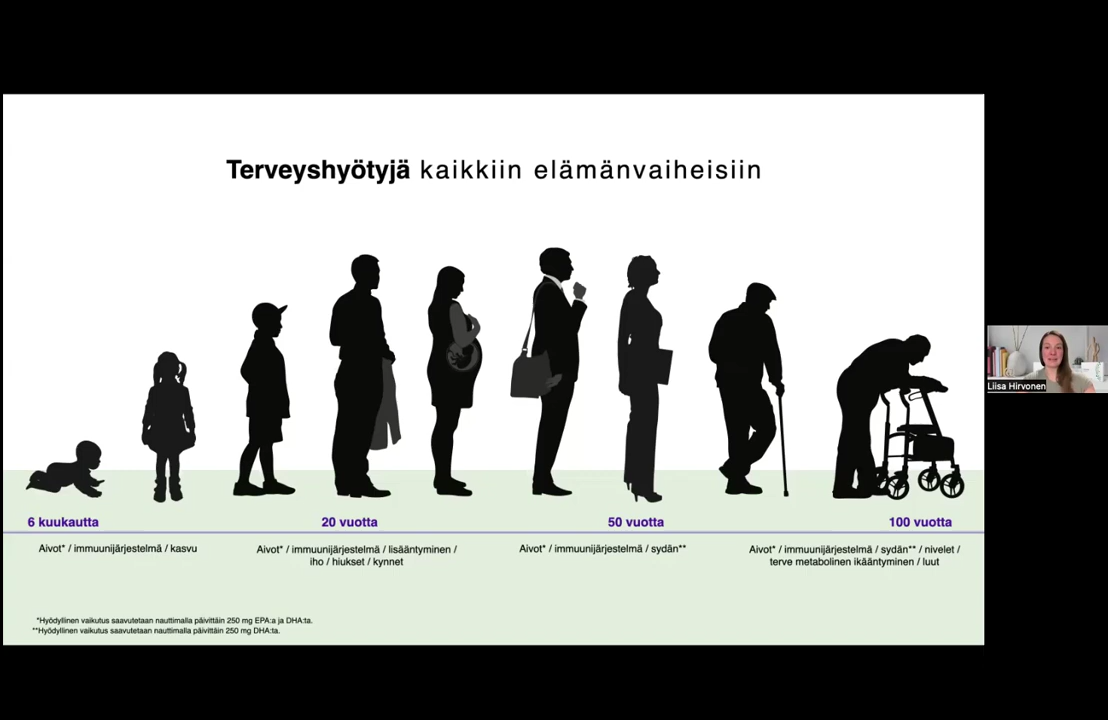 Terveyshyötyjä kaikkiin elämänvaiheisiin
Liisa Hirvonen
6 kuukautta
20 vuotta
50 vuotta
100 vuotta
Aivot* / immuunijärjestelmä / kasvu
Aivot* / immuunijärjestelmä / lisääntyminen /
iho / hiukset / kynnet
Aivot* / immuunijärjestelmä / sydän**
Aivot* / immuunijärjestelmä / sydän** / nivelet /
terve metabolinen ikääntyminen / luut
*Hyödyllinen vaikutus saavutetaan nauttimalla päivittäin 250 mg EPA:a ja DHA:ta.
**Hyödyllinen vaikutus saavutetaan nauttimalla päivittäin 250 mg DHA:ta.